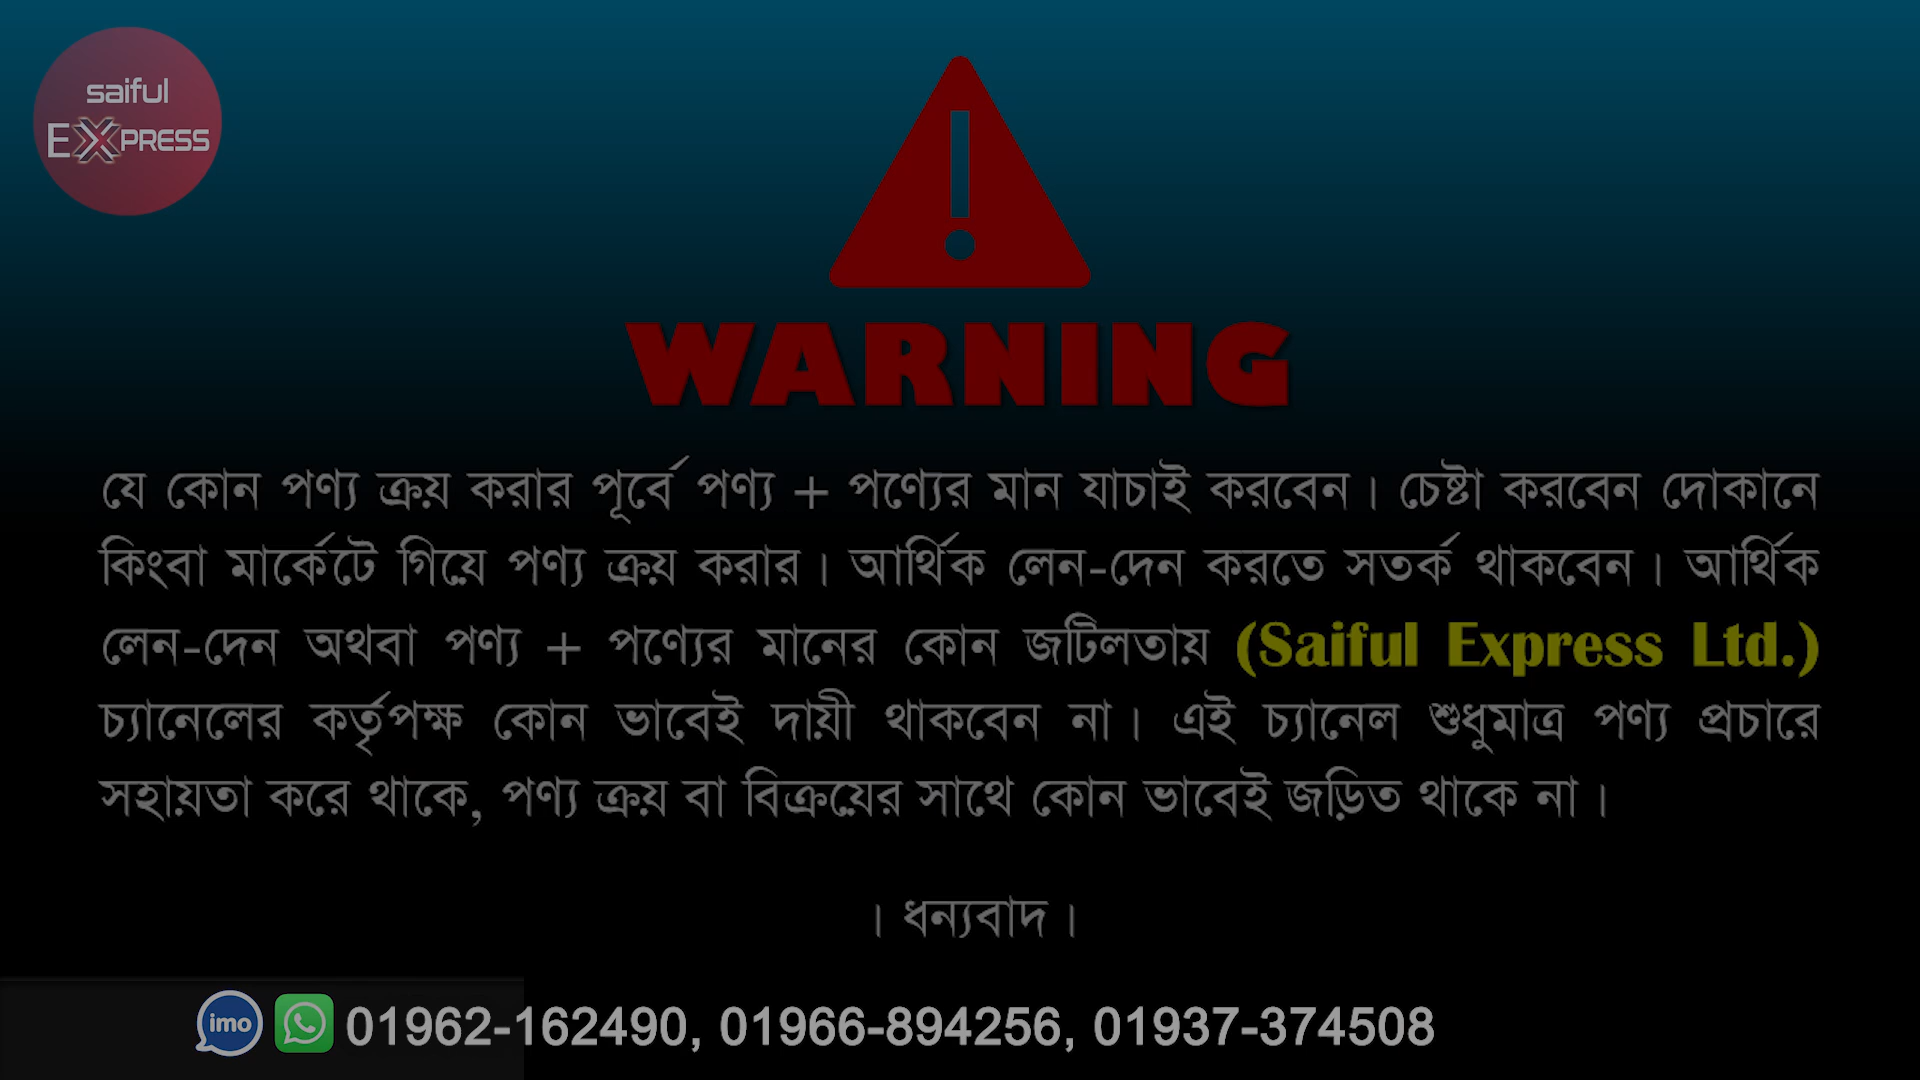 saiful
EXPRESS
WARNING
যে কোন পণ্য ক্রয় করার পূর্বে পণ্য + পণ্যের মান যাচাই করবেন। চেষ্টা করবেন দোকানে
কিংবা মার্কেটে গিয়ে পণ্য ক্রয় করার। আর্থিক লেন-দেন করতে সতর্ক থাকবেন। আর্থিক
লেন-দেন অথবা পণ্য + পণ্যের মানের কোন জটিলতায় (Saiful Express Ltd.)
চ্যানেলের কর্তৃপক্ষ কোন ভাবেই দায়ী থাকবেন না। এই চ্যানেল শুধুমাত্র পণ্য প্রচারে
সহায়তা করে থাকে, পণ্য ক্রয় বা বিক্রয়ের সাথে কোন ভাবেই জড়িত থাকে না।
। ধন্যবাদ।
imo 01962-162490, 01966-894256, 01937-374508